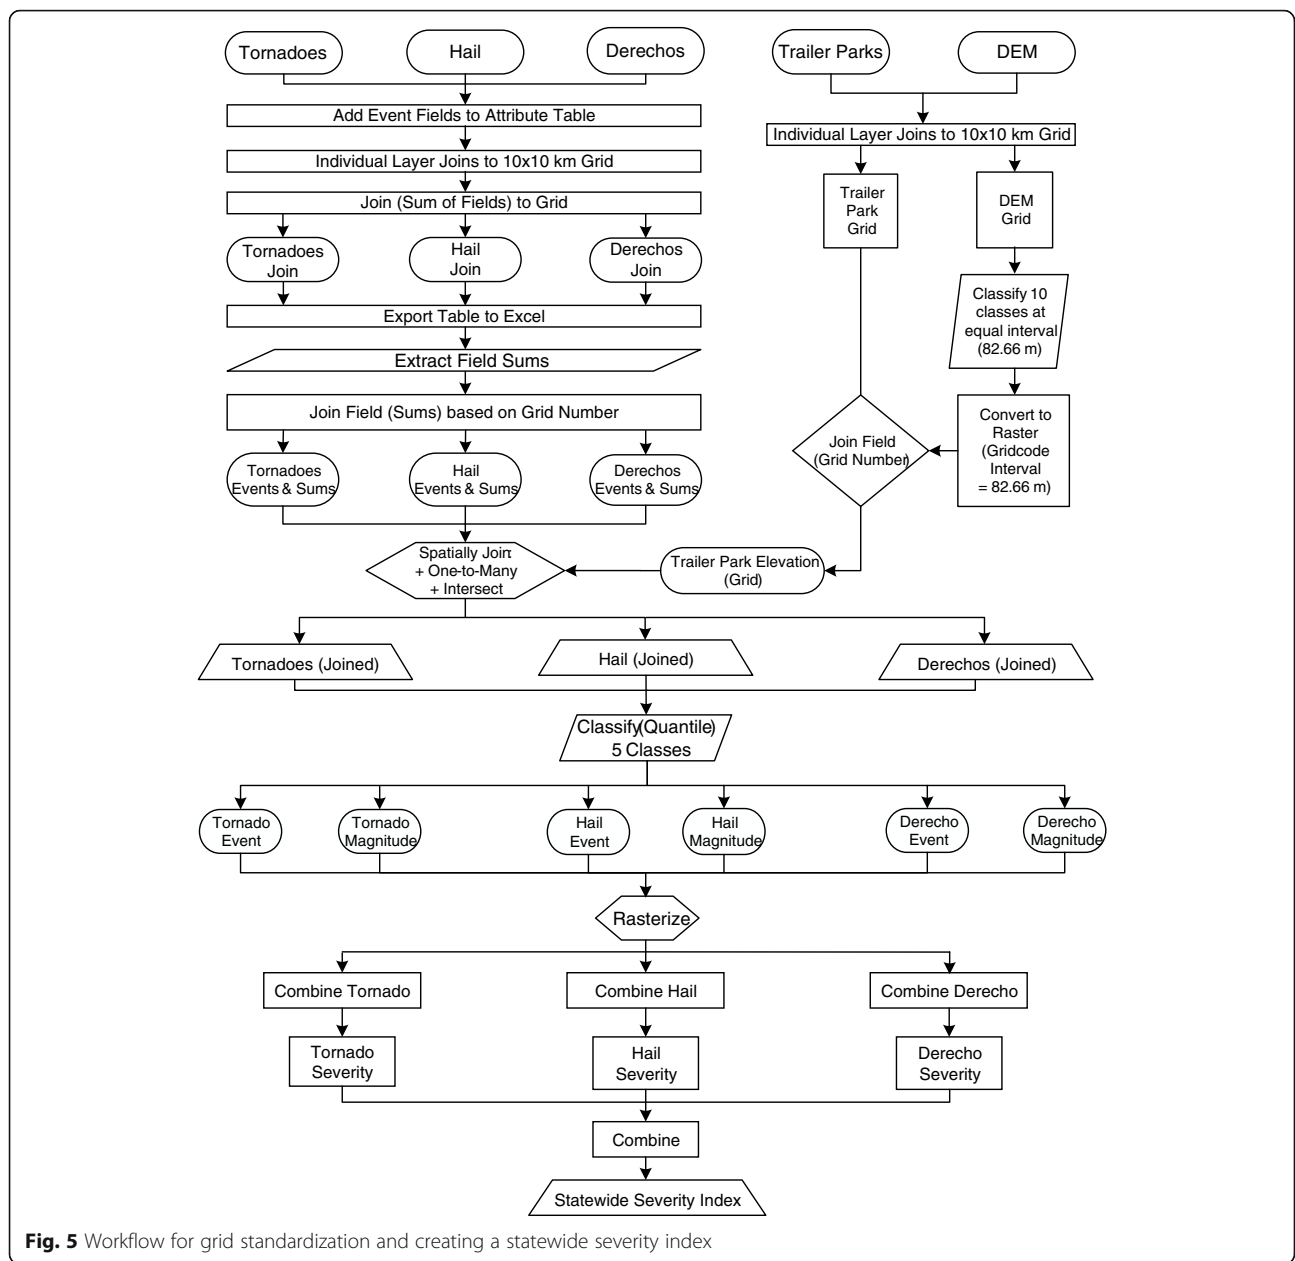 Tornadoes
Hail
Derechos
Trailer Parks
DEM
Add Event Fields to Attribute Table
Individual Layer Joins to 10x10 km Grid
Individual Layer Joins to 10x10 km Grid
Join (Sum of Fields) to Grid
Trailer
Park
Grid
DEM
Grid
Tornadoes
Join
Hail
Join
Derechos
Join
Classify 10
classes at
equal interval
(82.66 m)
Export Table to Excel
Extract Field Sums
Join Field (Sums) based on Grid Number
Join Field
(Grid Number)
Convert to
Raster
(Gridcode
Interval
= 82.66 m)
Tornadoes
Events & Sums
Hail
Events & Sums
Derechos
Events & Sums
Spatially Join:
+ One-to-Many
+ Intersect
Trailer Park Elevation
(Grid)
Tornadoes (Joined)
Hail (Joined)
Derechos (Joined)
Classify(Quantile)
5 Classes
Tornado
Event
Tornado
Magnitude
Hail
Event
Hail
Magnitude
Derecho
Event
Derecho
Magnitude
Rasterize
Combine Tornado
Combine Hail
Combine Derecho
Tornado
Severity
Hail
Severity
Derecho
Severity
Combine
Statewide Severity Index
Fig. 5 Workflow for grid standardization and creating a statewide severity index